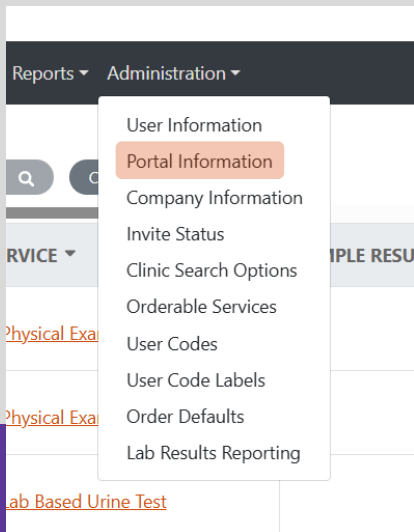 Reports Administration
User Information
Portal Information
C
Company Information
Invite Status
RVICE
MPLE RESU
Clinic Search Options
Orderable Services
Physical Exa
User Codes
User Code Labels
Physical Exa
Order Defaults
Lab Results Reporting
Lab Based Urine Test